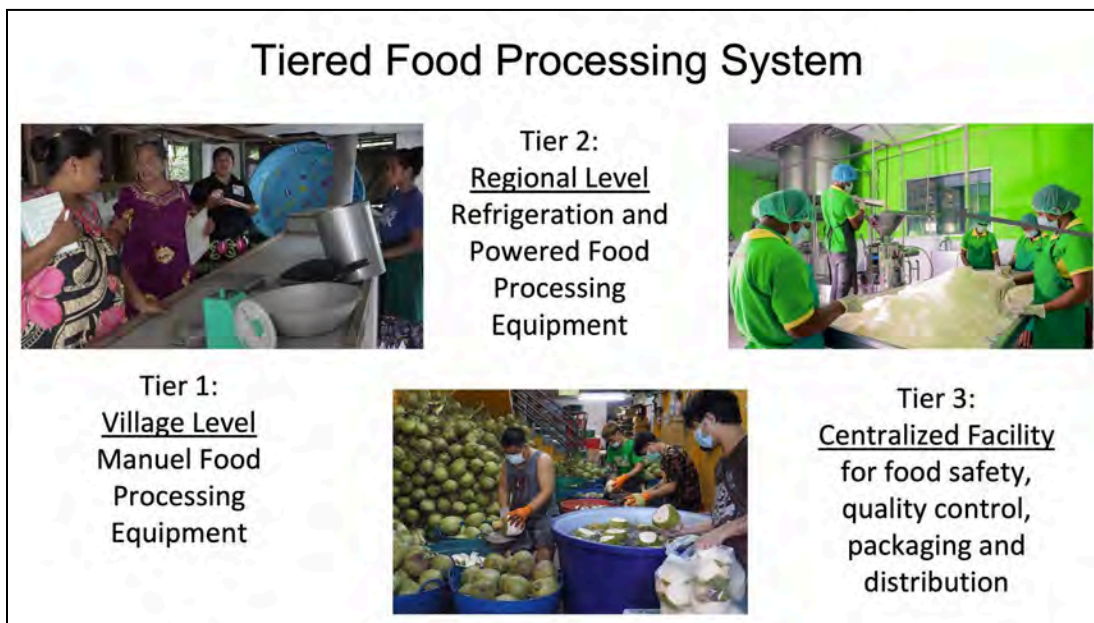 Tiered Food Processing System
Tier 1:
Village Level
Manuel Food
Processing
Equipment
Tier 2:
Regional Level
Refrigeration and
Powered Food
Processing
Equipment
Tier 3:
Centralized Facility
for food safety,
quality control,
packaging and
distribution